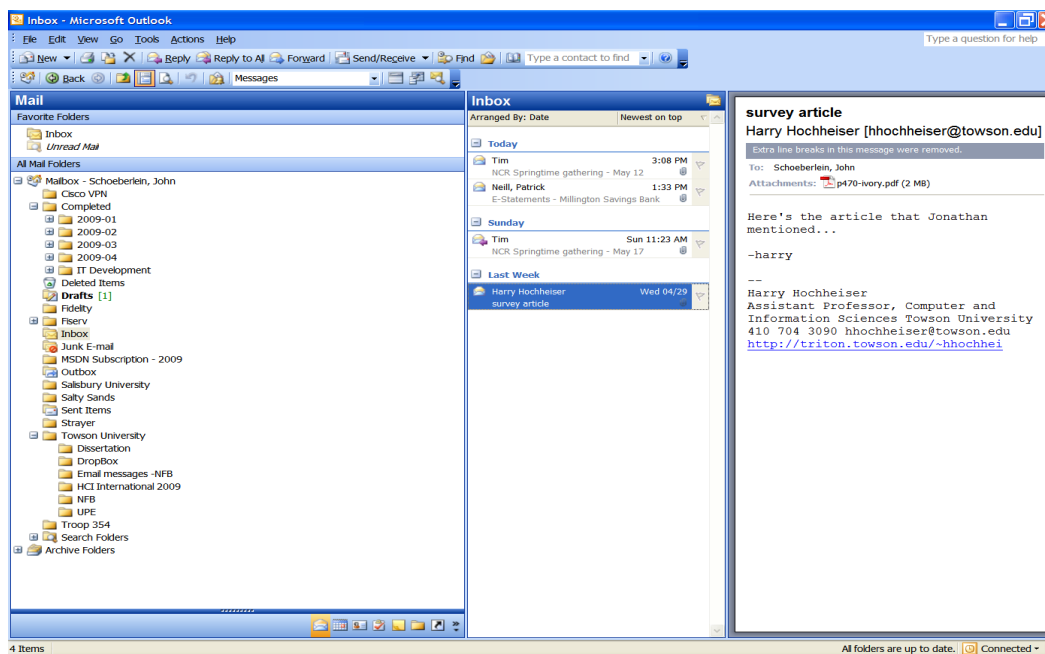 Inbox - Microsoft Outlook
File Edit View Go Tools Actions Help
Type a question for help
New Reply Reply to All Forward Send/Receive Find Type a contact to find
Back Messages
Mail
Favorite Folders
Inbox
Unread Mail
All Mail Folders
Mailbox - Schoeberlein, John
Cisco VPN
Completed
2009-01
2009-02
2009-03
2009-04
IT Development
Deleted Items
Drafts [1]
Fidelity
Fiserv
Inbox
Junk E-mail
MSDN Subscription - 2009
Outbox
Salisbury University
Salty Sands
Sent Items
Strayer
Towson University
Dissertation
DropBox
Email messages -NFB
HCI International 2009
NFB
UPE
Troop 354
Search Folders
Archive Folders
Inbox
Arranged By: Date Newest on top
Today
Tim 3:08 PM
NCR Springtime gathering - May 12
Neill, Patrick 1:33 PM
E-Statements - Millington Savings Bank
Sunday
Tim Sun 11:23 AM
NCR Springtime gathering - May 17
Last Week
Harry Hochheiser Wed 04/29
survey article
survey article
Harry Hochheiser [hhochheiser@towson.edu]
Extra line breaks in this message were removed.
To: Schoeberlein, John
Attachments: p470-ivory.pdf (2 MB)
Here's the article that Jonathan
mentioned...
-harry
--
Harry Hochheiser
Assistant Professor, Computer and
Information Sciences Towson University
410 704 3090 hhochheiser@towson.edu
http://triton.towson.edu/~hhochhei
4 Items
All folders are up to date. Connected